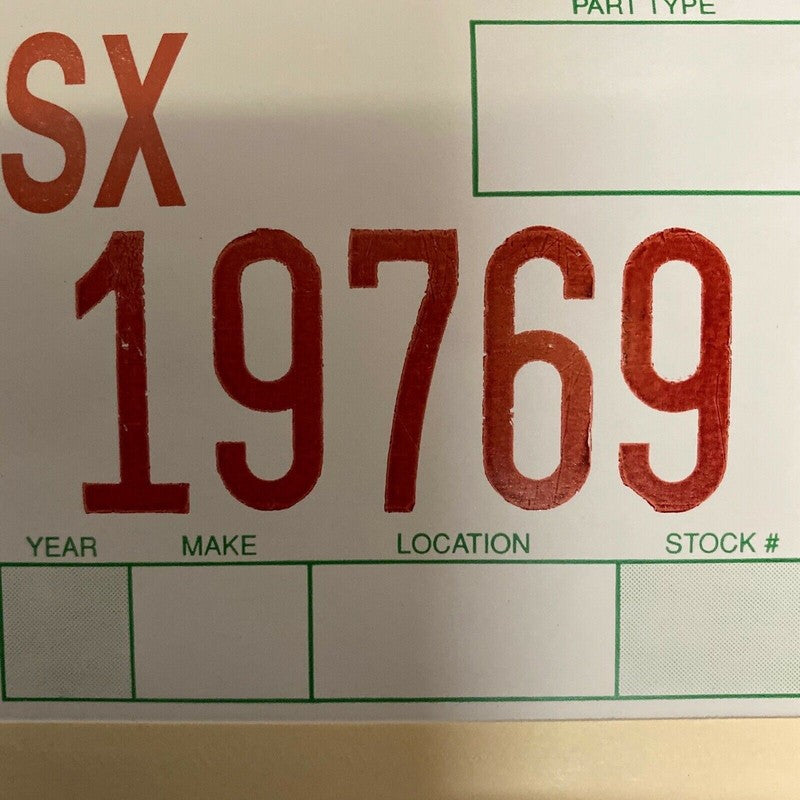 PART TYPE
SX
19769
YEAR MAKE LOCATION STOCK #